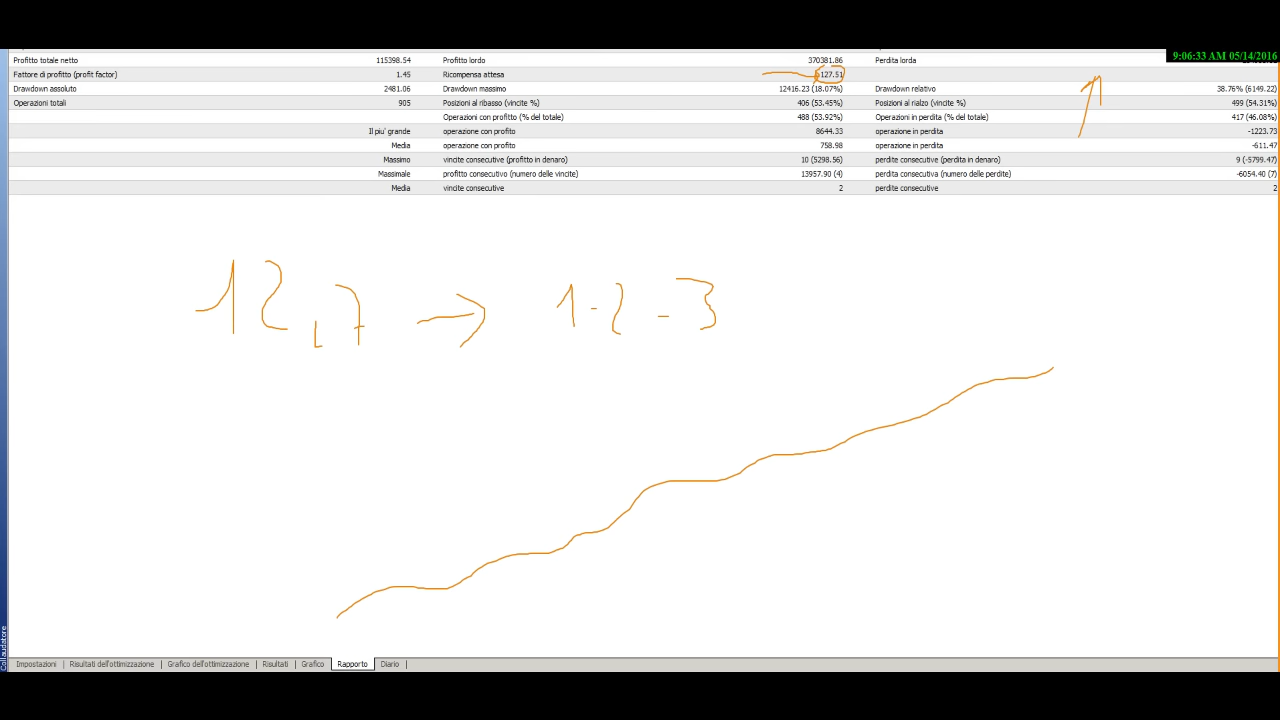 9:06:33 AM 05/14/2016
Profitto totale netto 115398.54 Profitto lordo 370381.86 Perdita lorda
Fattore di profitto (profit factor) 1.45 Ricompensa attesa 127.51
Drawdown assoluto 2481.06 Drawdown massimo 12416.23 (18.07%) Drawdown relativo 38.76% (6149.22)
Operazioni totali 905 Posizioni al ribasso (vincite %) 406 (53.45%) Posizioni al rialzo (vincite %) 499 (54.31%)
Operazioni con profitto (% del totale) 488 (53.92%) Operazioni in perdita (% del totale) 417 (46.08%)
Il piu' grande operazione con profito 8644.33 operazione in perdita -1223.73
Media operazione con profito 758.98 operazione in perdita -611.47
Massimo vincite consecutive (profitto in denaro) 10 (5298.56) perdite consecutive (perdita in denaro) 9 (-5799.47)
Massimale profitto consecutivo (numero delle vincite) 13957.90 (4) perdita consecutiva (numero delle perdite) -6054.40 (7)
Media vincite consecutive 2 perdite consecutive 2
12,7 → 1-2-3
Collaudatore
Impostazioni | Risultati dell'ottimizzazione | Grafico dell'ottimizzazione | Risultati | Grafico | Rapporto | Diario |